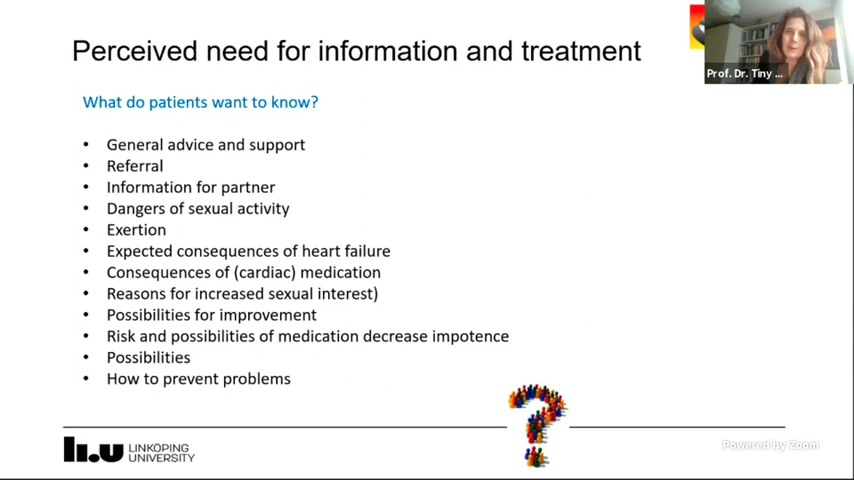 Perceived need for information and treatment
Prof. Dr. Tiny ...
What do patients want to know?
• General advice and support
• Referral
• Information for partner
• Dangers of sexual activity
• Exertion
• Expected consequences of heart failure
• Consequences of (cardiac) medication
• Reasons for increased sexual interest)
• Possibilities for improvement
• Risk and possibilities of medication decrease impotence
• Possibilities
• How to prevent problems
li.u LINKÖPING
UNIVERSITY
Powered by Zoom